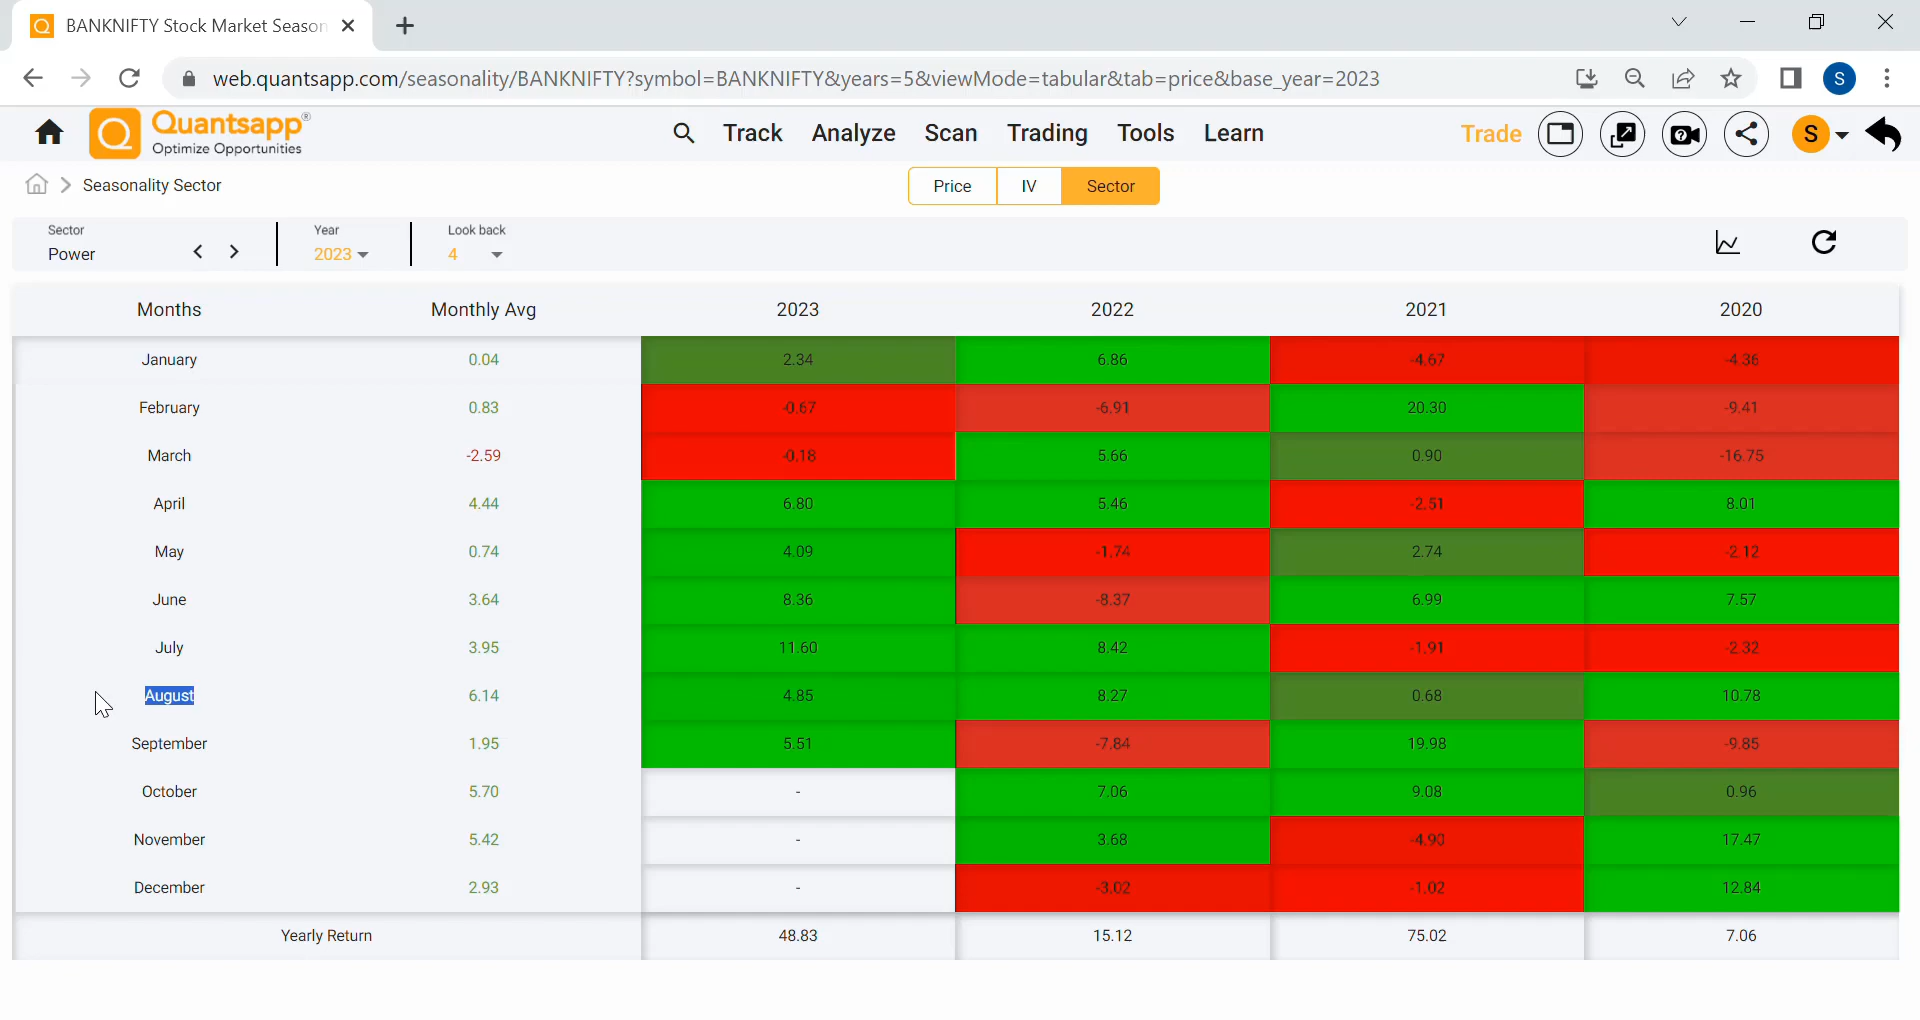 BANKNIFTY Stock Market Season
web.quantsapp.com/seasonality/BANKNIFTY?symbol=BANKNIFTY&years=5&viewMode=tabular&tab=price&base_year=2023
S
Quantsapp®
Optimize Opportunities
Track Analyze Scan Trading Tools Learn
Trade
S
Seasonality Sector
Price IV Sector
Sector Year Look back
Power 2023 4
Months Monthly Avg 2023 2022 2021 2020
January 0.04 2.34 6.86 -4.67 -4.36
February 0.83 -0.67 -6.91 20.30 -9.41
March -2.59 -0.18 5.66 0.90 -16.75
April 4.44 6.80 5.46 -2.51 8.01
May 0.74 4.09 -1.74 2.74 -2.12
June 3.64 8.36 -8.37 6.99 7.57
July 3.95 11.60 8.42 -1.91 -2.32
August 6.14 4.85 8.27 0.68 10.78
September 1.95 5.51 -7.84 19.98 -9.85
October 5.70 - 7.06 9.08 0.96
November 5.42 - 3.68 -4.90 17.47
December 2.93 - -3.02 -1.02 12.84
Yearly Return 48.83 15.12 75.02 7.06